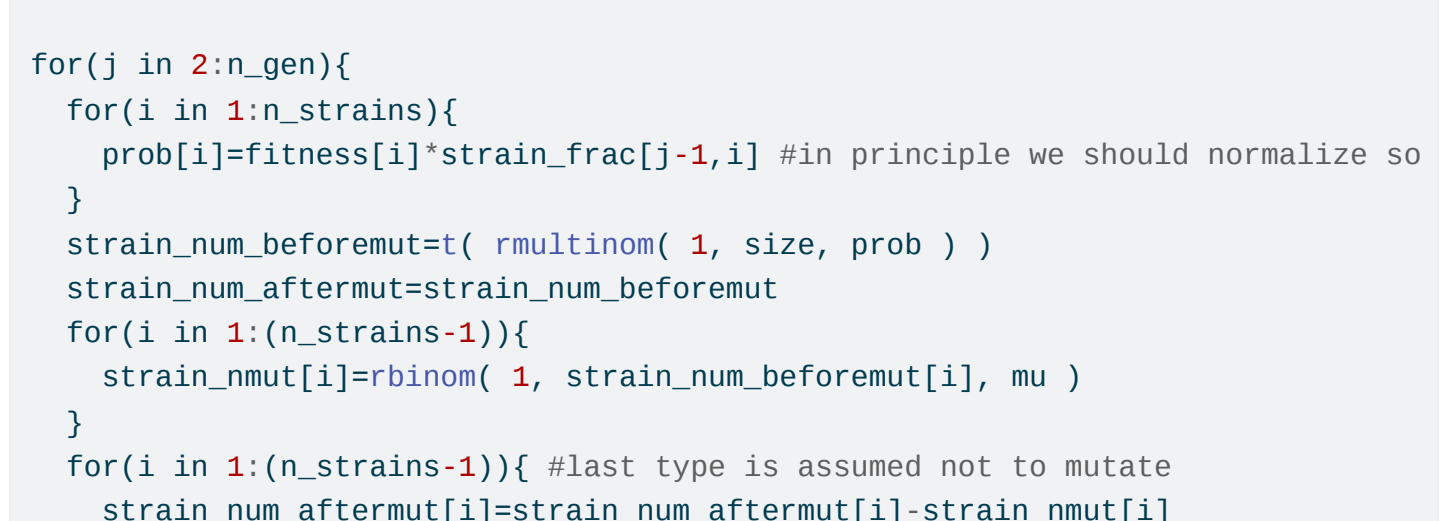 for(j in 2:n_gen){
  for(i in 1:n_strains){
    prob[i]=fitness[i]*strain_frac[j-1,i] #in principle we should normalize so
  }
  strain_num_beforemut=t( rmultinom( 1, size, prob ) )
  strain_num_aftermut=strain_num_beforemut
  for(i in 1:(n_strains-1)){
    strain_nmut[i]=rbinom( 1, strain_num_beforemut[i], mu )
  }
  for(i in 1:(n_strains-1)){ #last type is assumed not to mutate
    strain_num_aftermut[i]=strain_num_aftermut[i]-strain_nmut[i]